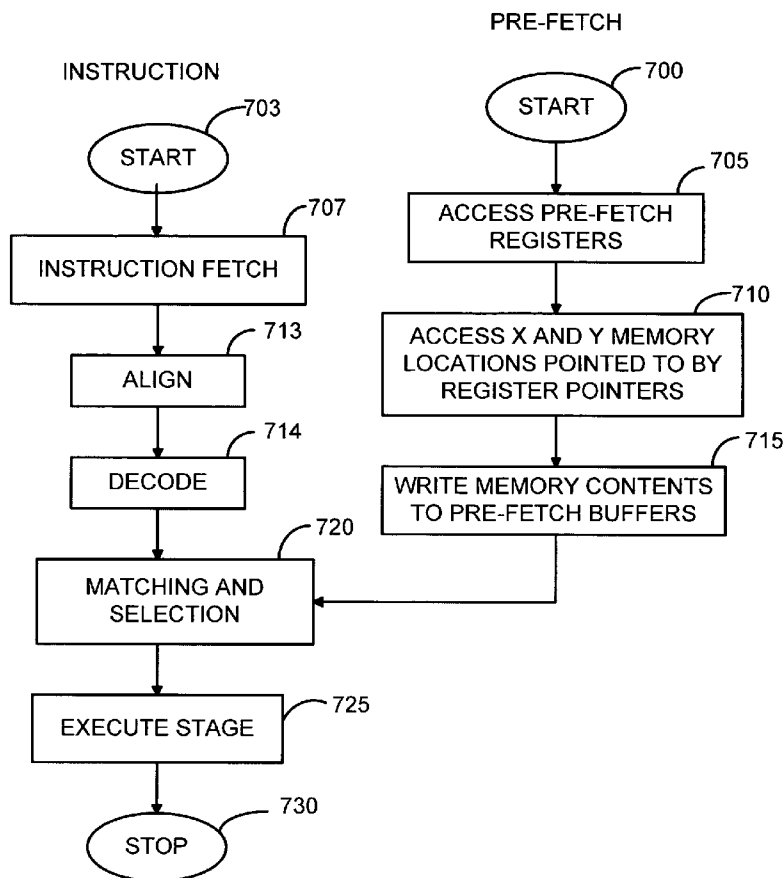 PRE-FETCH
INSTRUCTION
700
START
703
START
705
ACCESS PRE-FETCH
REGISTERS
707
INSTRUCTION FETCH
710
ACCESS X AND Y MEMORY
LOCATIONS POINTED TO BY
REGISTER POINTERS
713
ALIGN
714
DECODE
715
WRITE MEMORY CONTENTS
TO PRE-FETCH BUFFERS
720
MATCHING AND
SELECTION
725
EXECUTE STAGE
730
STOP